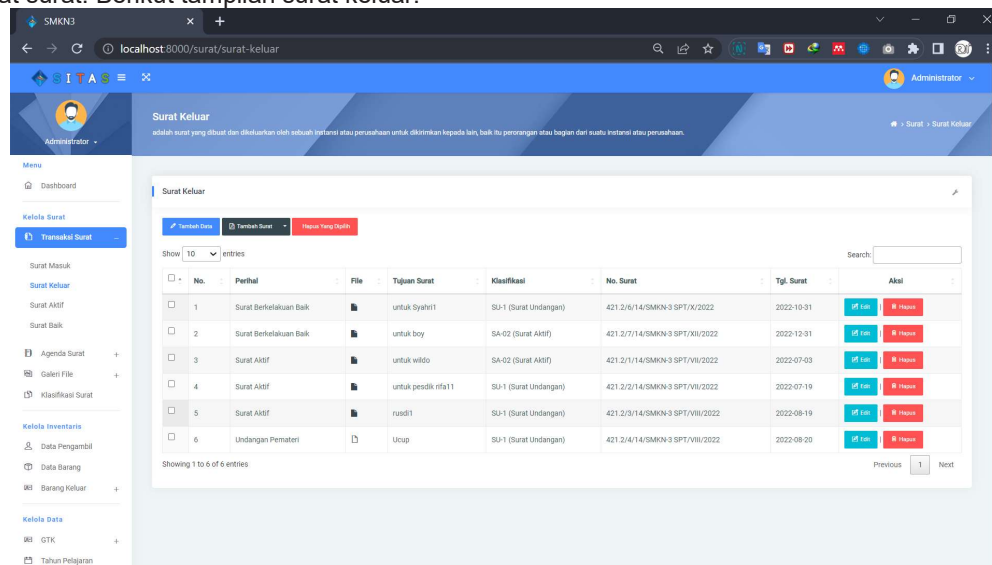 at surat. Berikut tampilan surat keluar.
SMKN3
localhost:8000/surat/surat-keluar
SITAS
Administrator
Administrator
Surat Keluar
adalah surat yang dibuat dan dikeluarkan oleh sebuah instansi atau perusahaan untuk dikirimkan kepada lain, baik itu perorangan atau bagian dari suatu instansi atau perusahaan.
> Surat > Surat Keluar
Menu
Dashboard
Kelola Surat
Transaksi Surat
Surat Masuk
Surat Keluar
Surat Aktif
Surat Baik
Agenda Surat
Galeri File
Klasifikasi Surat
Kelola Inventaris
Data Pengambil
Data Barang
Barang Keluar
Kelola Data
GTK
Tahun Pelajaran
Surat Keluar
Tambah Data Tambah Surat Hapus Yang Dipilih
Show 10 entries Search:
No. Perihal File Tujuan Surat Klasifikasi No. Surat Tgl. Surat Aksi
1 Surat Berkelakuan Baik untuk Syahri1 SU-1 (Surat Undangan) 421.2/6/14/SMKN-3 SPT/X/2022 2022-10-31 Edit | Hapus
2 Surat Berkelakuan Baik untuk boy SA-02 (Surat Aktif) 421.2/7/14/SMKN-3 SPT/XII/2022 2022-12-31 Edit | Hapus
3 Surat Aktif untuk wildo SA-02 (Surat Aktif) 421.2/1/14/SMKN-3 SPT/VII/2022 2022-07-03 Edit | Hapus
4 Surat Aktif untuk pesdik rifa11 SU-1 (Surat Undangan) 421.2/2/14/SMKN-3 SPT/VII/2022 2022-07-19 Edit | Hapus
5 Surat Aktif rusdi1 SU-1 (Surat Undangan) 421.2/3/14/SMKN-3 SPT/VIII/2022 2022-08-19 Edit | Hapus
6 Undangan Pemateri Ucup SU-1 (Surat Undangan) 421.2/4/14/SMKN-3 SPT/VIII/2022 2022-08-20 Edit | Hapus
Showing 1 to 6 of 6 entries Previous 1 Next